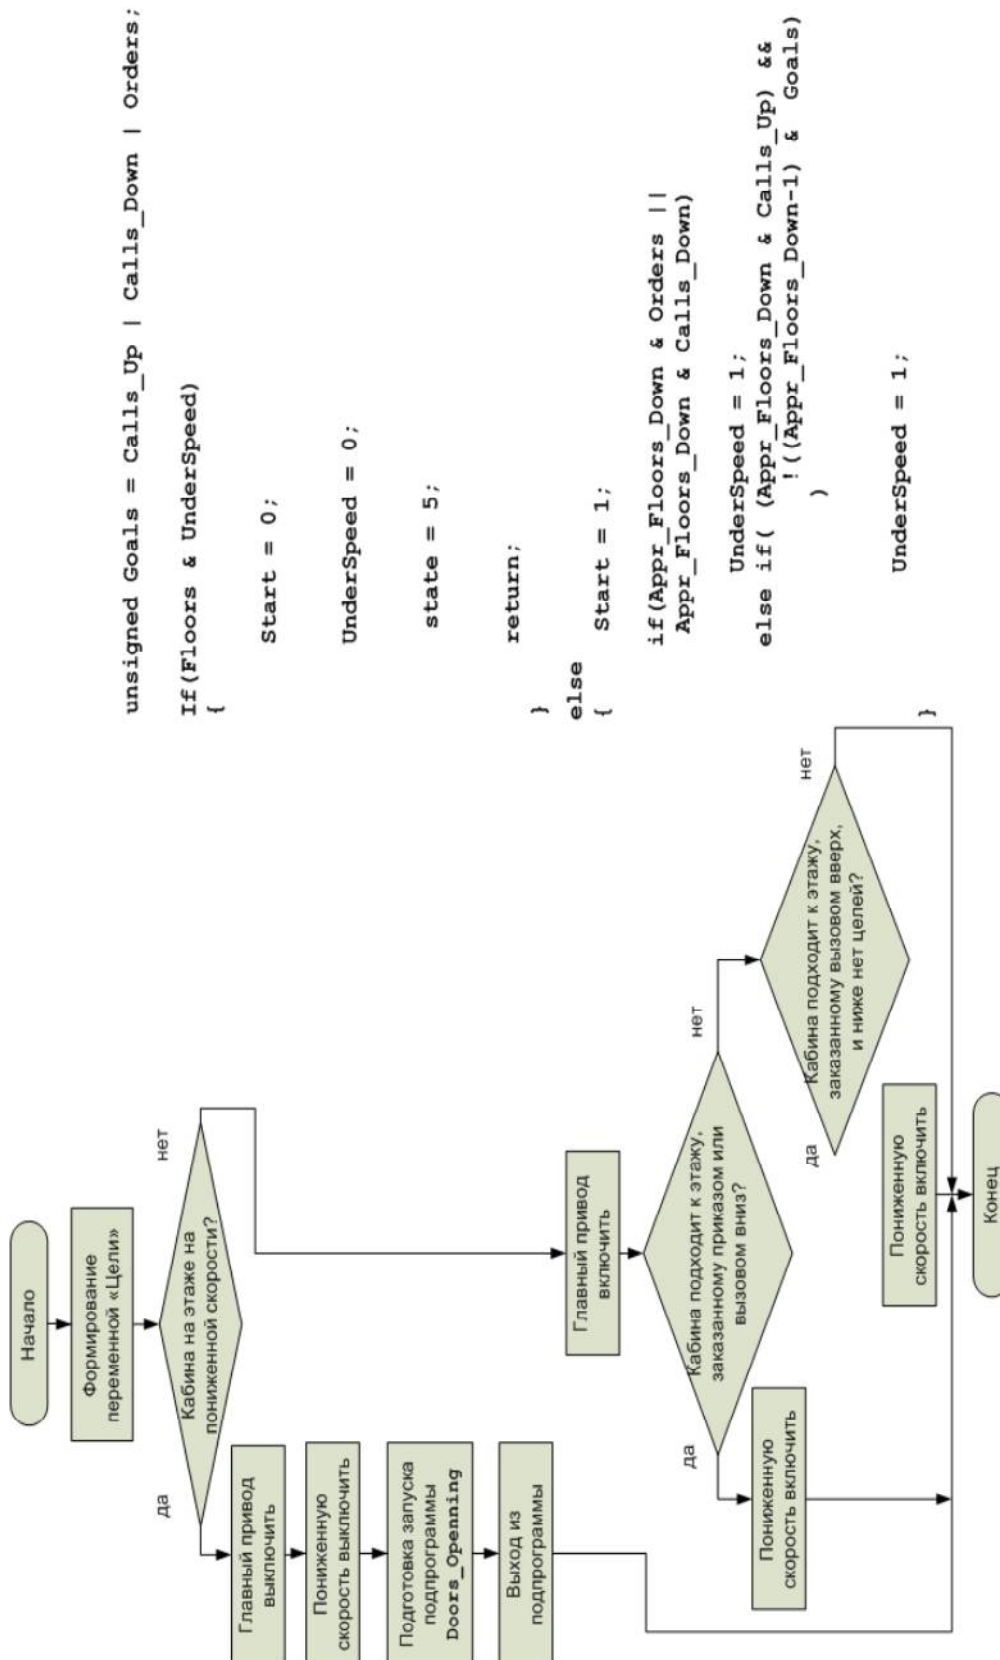 Начало
Формирование
переменной «Цели»
Кабина на этаже на
пониженной скорости?
да
нет
Главный привод
выключить
Пониженную
скорость выключить
Подготовка запуска
подпрограммы
Doors_Openning
Выход из
подпрограммы
Главный привод
включить
Кабина подходит к этажу,
заказанному приказом или
вызовом вниз?
да
нет
Пониженную
скорость включить
Кабина подходит к этажу,
заказанному вызовом вверх,
и ниже нет целей?
да
нет
Пониженную
скорость включить
Конец
unsigned Goals = Calls_Up | Calls_Down | Orders;
If(Floors & UnderSpeed)
{
Start = 0;
UnderSpeed = 0;
state = 5;
return;
}
else
{ Start = 1;
if(Appr_Floors_Down & Orders ||
Appr_Floors_Down & Calls_Down)
UnderSpeed = 1;
else if( (Appr_Floors_Down & Calls_Up) &&
!((Appr_Floors_Down-1) & Goals)
)
UnderSpeed = 1;
}